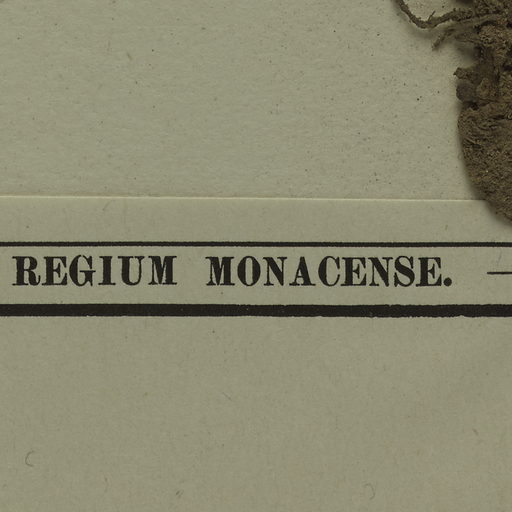 REGIUM MONACENSE. —